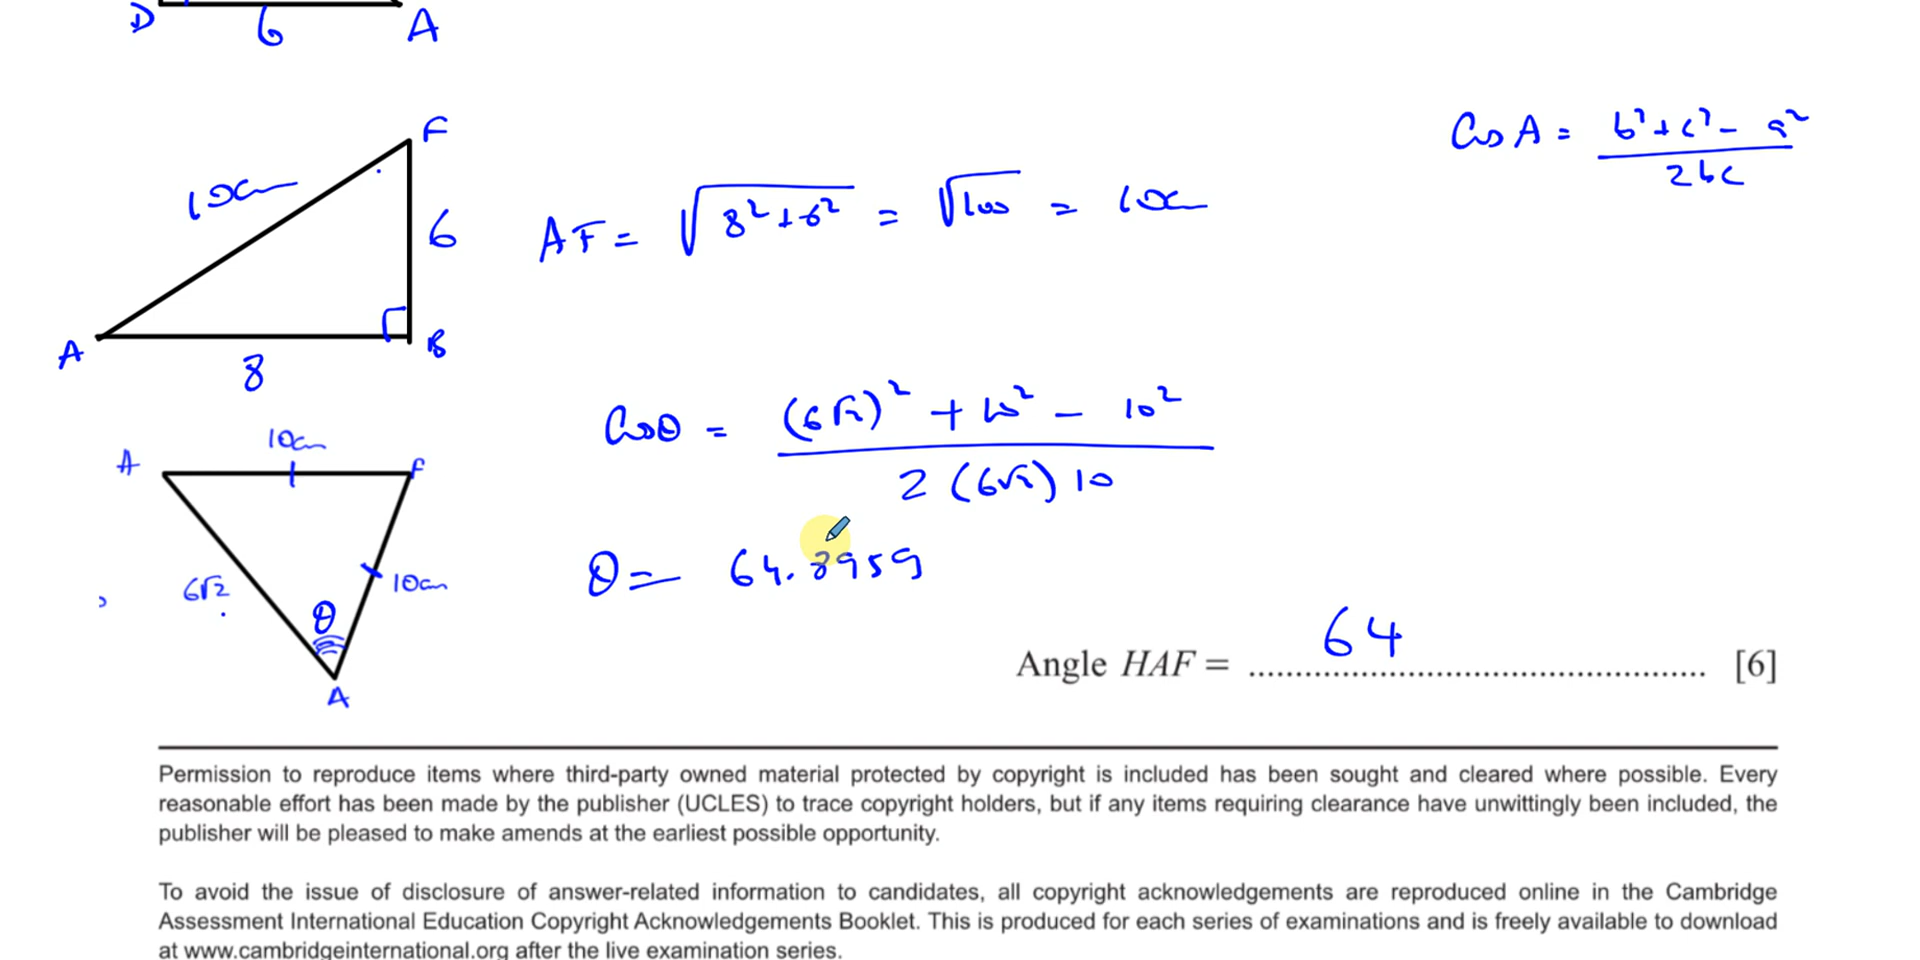 D 6 A
F
10cm
6
A
8
B
AF = √(8²+6²) = √100 = 10cm
Cos A = (b²+c²- a²) / 2bc
A 10cm F
6√2
10cm
θ
A
Cosθ = ((6√2)² + 10² - 10²) / (2 (6√2) 10)
θ = 64.8959
64
Angle HAF = ................................................ [6]
Permission to reproduce items where third-party owned material protected by copyright is included has been sought and cleared where possible. Every
reasonable effort has been made by the publisher (UCLES) to trace copyright holders, but if any items requiring clearance have unwittingly been included, the
publisher will be pleased to make amends at the earliest possible opportunity.
To avoid the issue of disclosure of answer-related information to candidates, all copyright acknowledgements are reproduced online in the Cambridge
Assessment International Education Copyright Acknowledgements Booklet. This is produced for each series of examinations and is freely available to download
at www.cambridgeinternational.org after the live examination series.